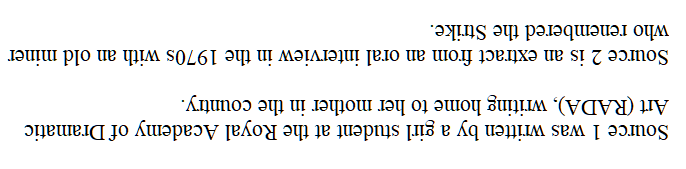 Source 1 was written by a girl student at the Royal Academy of Dramatic
Art (RADA), writing home to her mother in the country.
Source 2 is an extract from an oral interview in the 1970s with an old miner
who remembered the Strike.